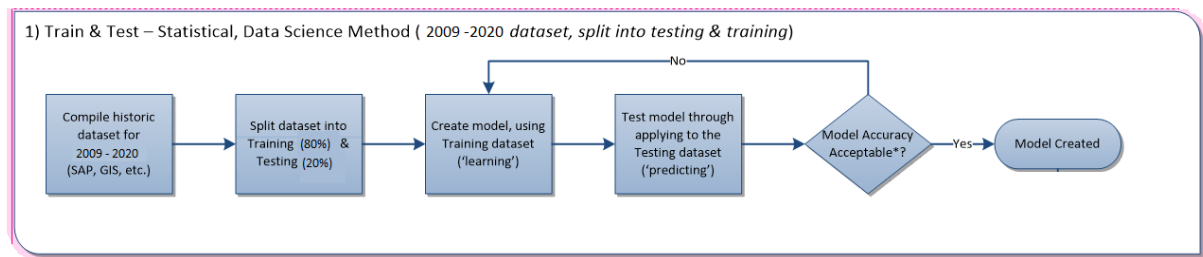 1) Train & Test – Statistical, Data Science Method ( 2009 -2020 dataset, split into testing & training)
No
Compile historic
dataset for
2009 - 2020
(SAP, GIS, etc.)
Split dataset into
Training (80%) &
Testing (20%)
Create model, using
Training dataset
(‘learning’)
Test model through
applying to the
Testing dataset
(‘predicting’)
Model Accuracy
Acceptable*?
Yes
Model Created